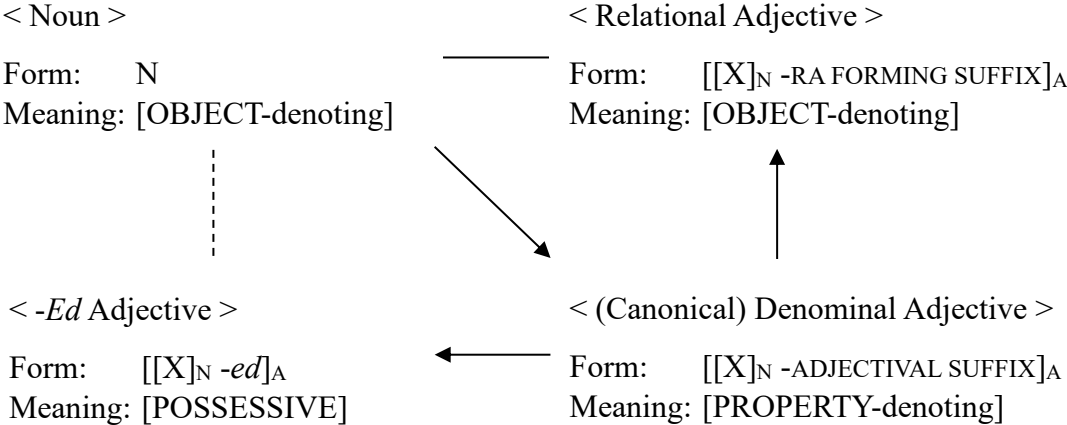 < Noun >
Form: N
Meaning: [OBJECT-denoting]
< Relational Adjective >
Form: [[X]N -RA FORMING SUFFIX]A
Meaning: [OBJECT-denoting]
< -Ed Adjective >
Form: [[X]N -ed]A
Meaning: [POSSESSIVE]
< (Canonical) Denominal Adjective >
Form: [[X]N -ADJECTIVAL SUFFIX]A
Meaning: [PROPERTY-denoting]